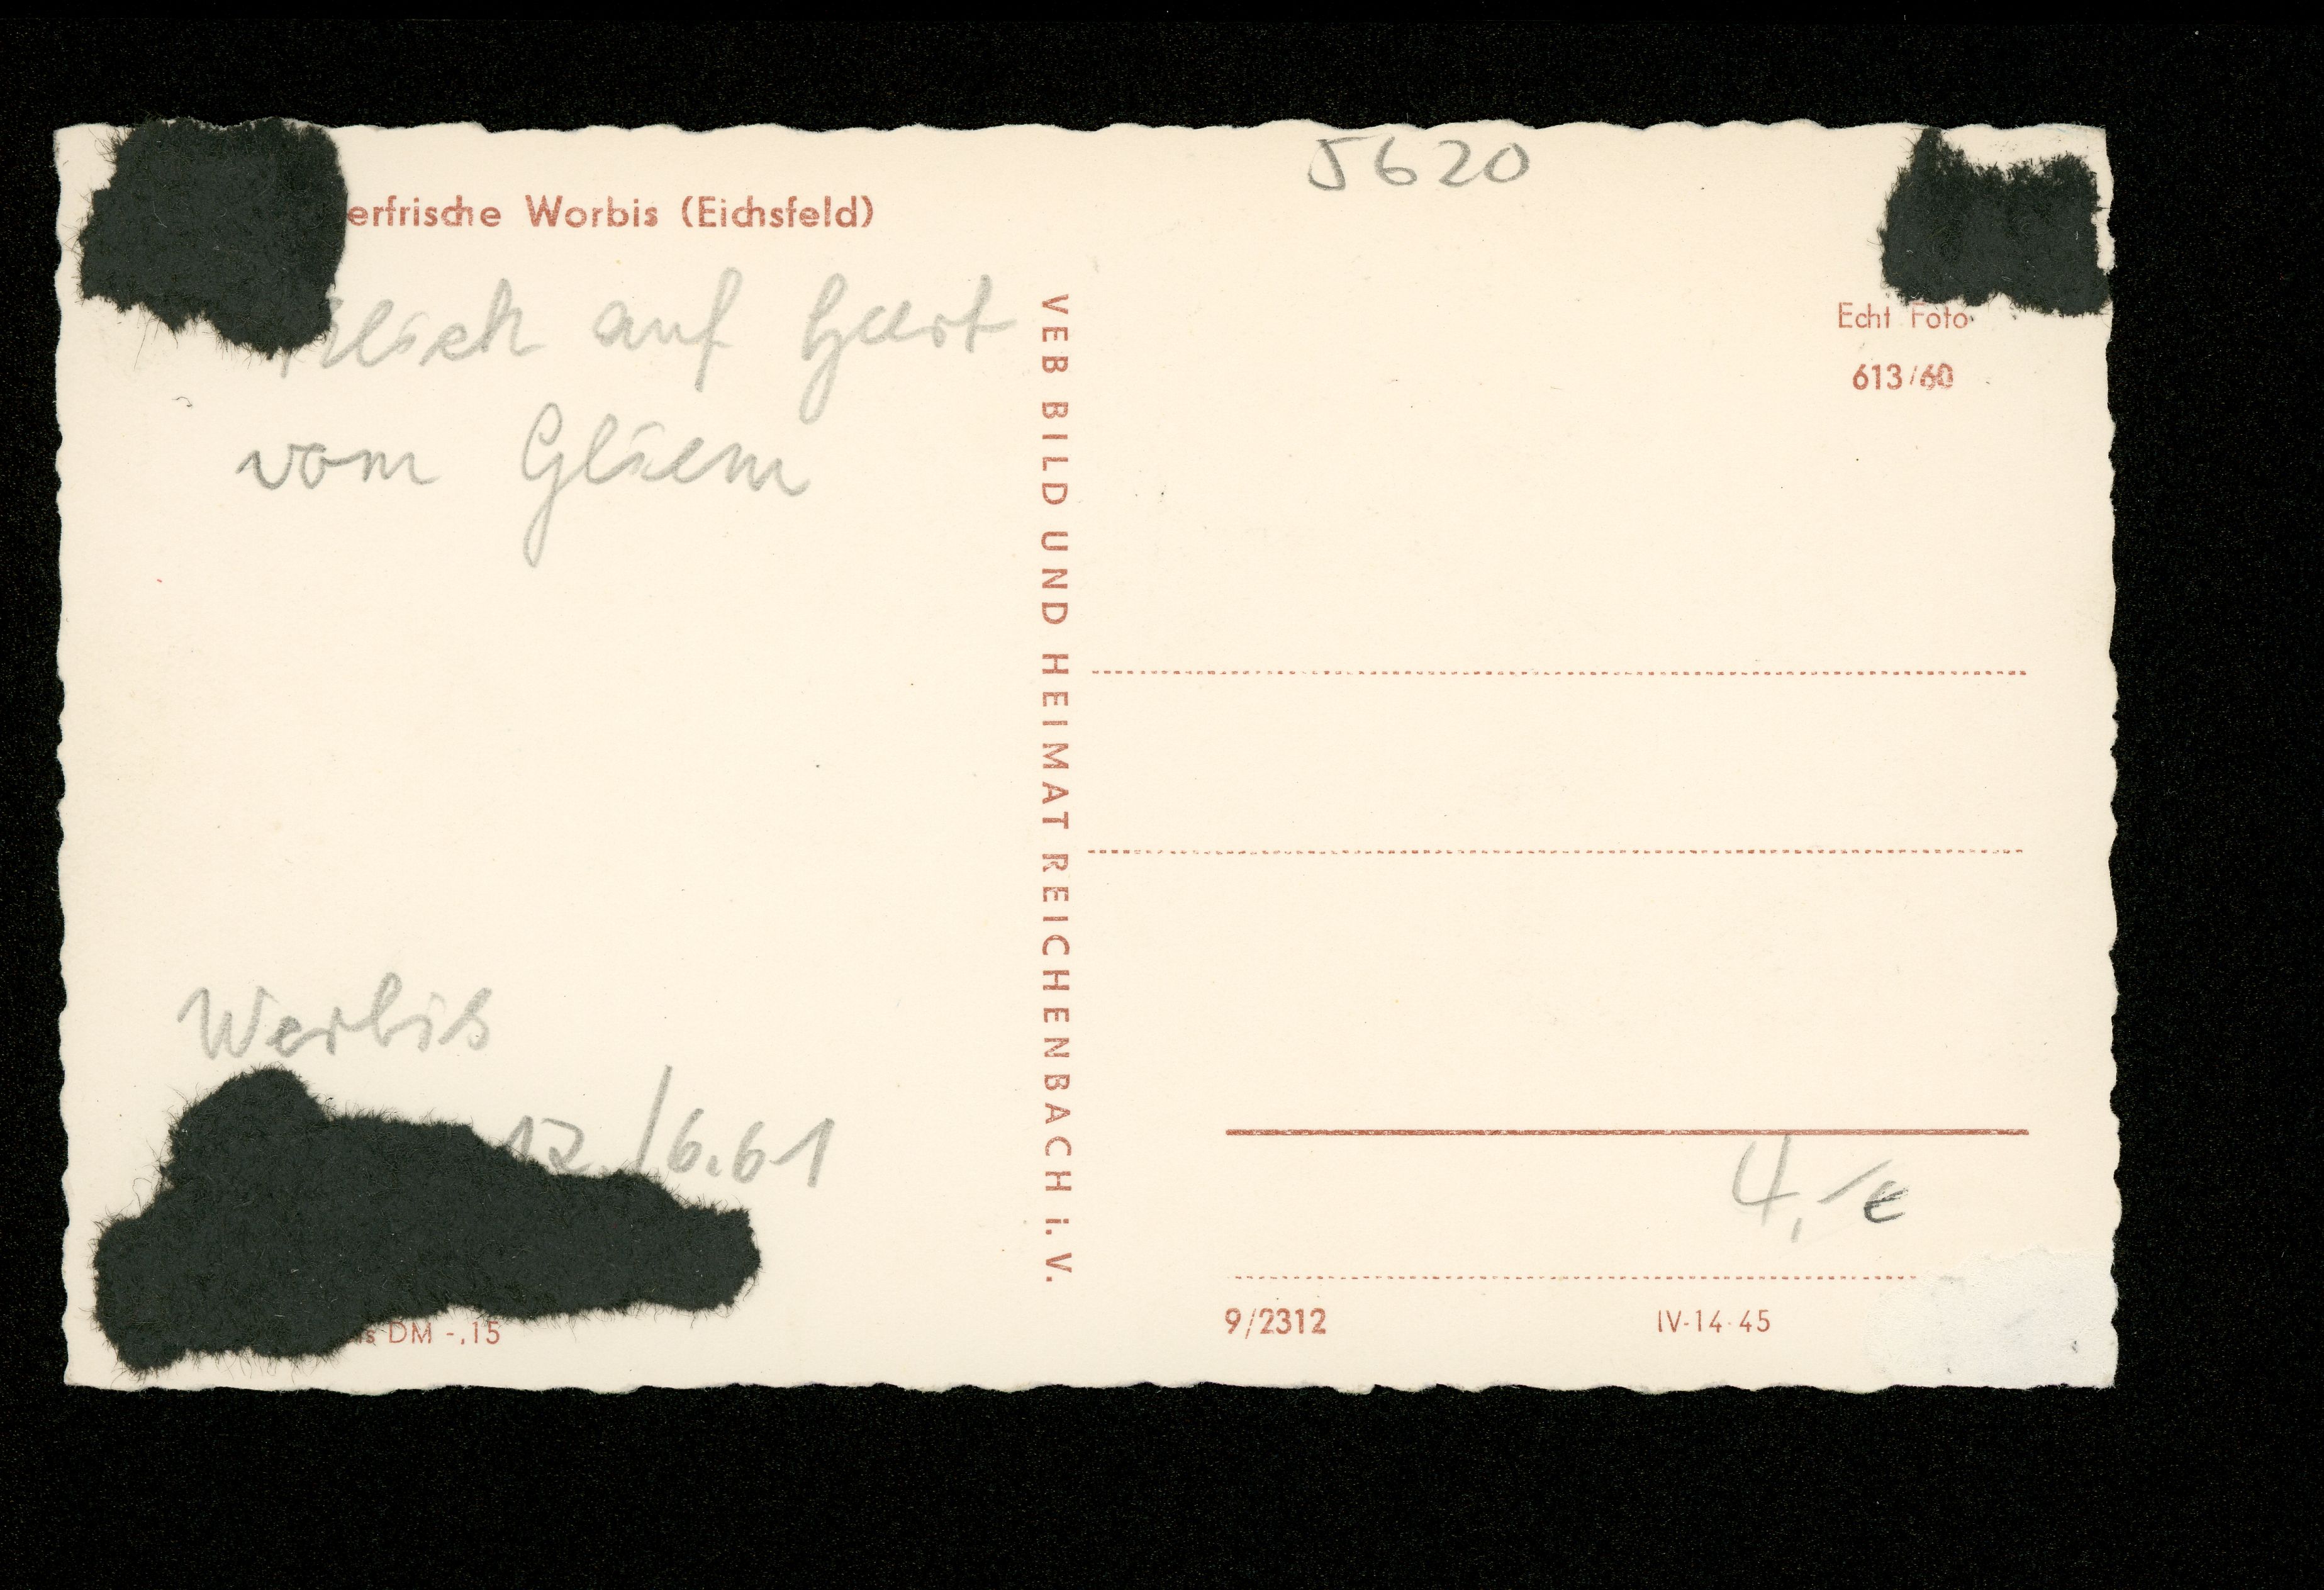 5620
erfrische Worbis (Eichsfeld)
Echt Foto
613/60
auf
vom
VEB BILD UND HEIMAT REICHENBACH i. V.
Worbis
12./6.61
4,-€
s DM -,15
9/2312
IV-14-45